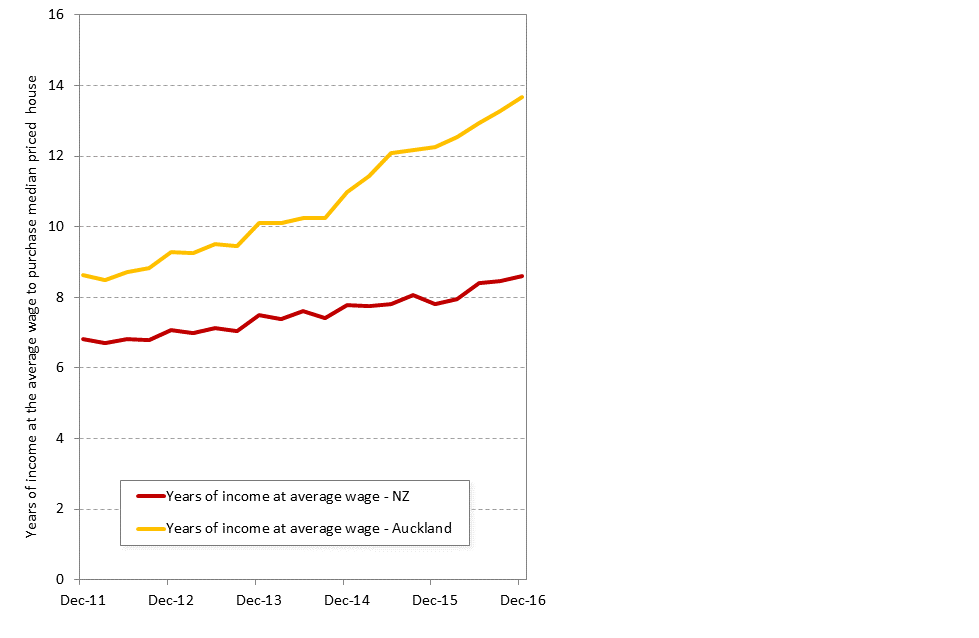 Years of income at the average wage to purchase median priced house
16
14
12
10
8
6
4
2
0
Years of income at average wage - NZ
Years of income at average wage - Auckland
Dec-11 Dec-12 Dec-13 Dec-14 Dec-15 Dec-16